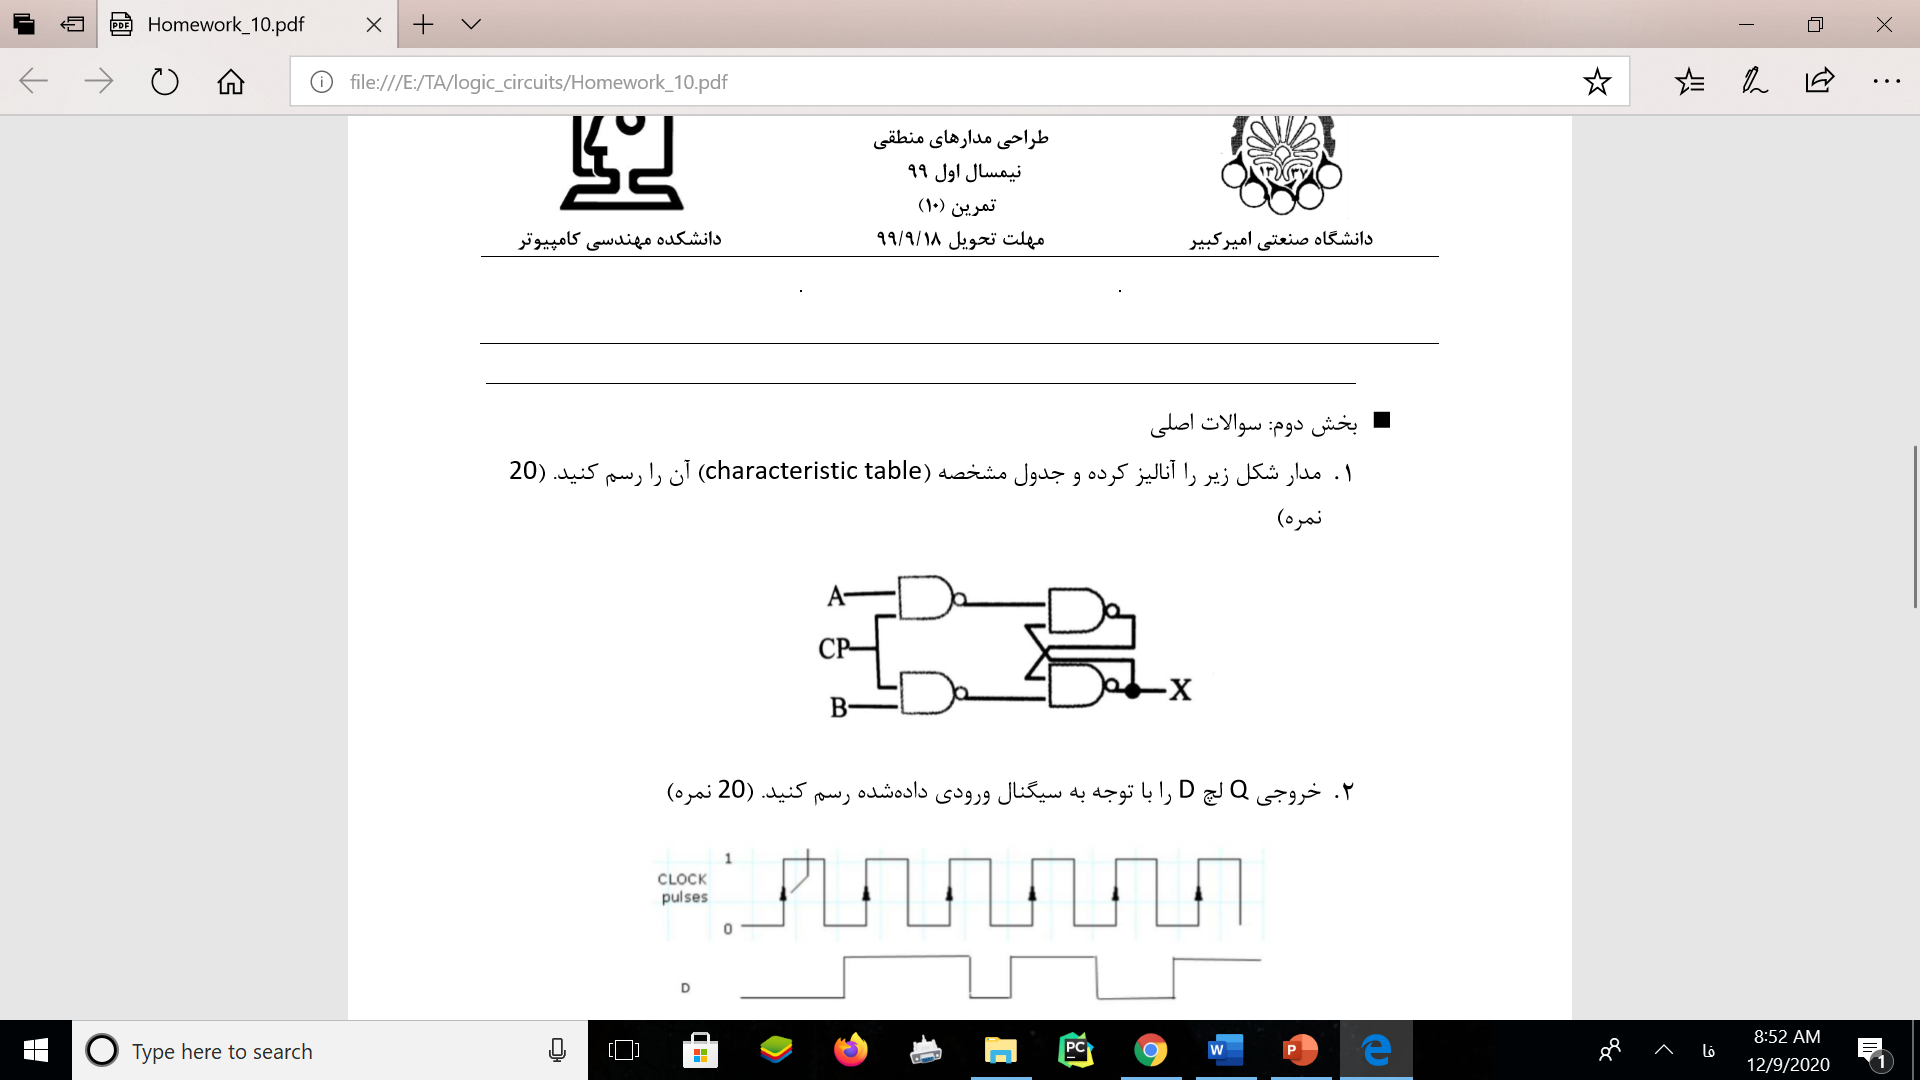 Homework_10.pdf
file:///E:/TA/logic_circuits/Homework_10.pdf
طراحی مدارهای منطقی
نیمسال اول ۹۹
تمرین (۱۰)
دانشگاه صنعتی امیرکبیر
مهلت تحویل ۹۹/۹/۱۸
دانشکده مهندسی کامپیوتر
بخش دوم: سوالات اصلی
۱. مدار شکل زیر را آنالیز کرده و جدول مشخصه (characteristic table) آن را رسم کنید. (20
نمره)
A
CP
B
X
۲. خروجی Q لچ D را با توجه به سیگنال ورودی داده‌شده رسم کنید. (20 نمره)
1
CLOCK
pulses
0
D
Type here to search
فا
8:52 AM
12/9/2020
1